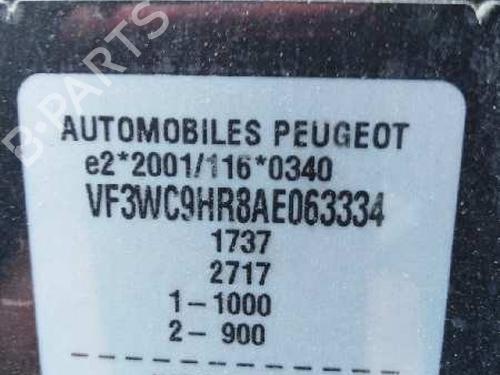 B-PARTS
AUTOMOBILES PEUGEOT
e2*2001/116*0340
VF3WC9HR8AE063334
1737
2717
1-1000
2-900